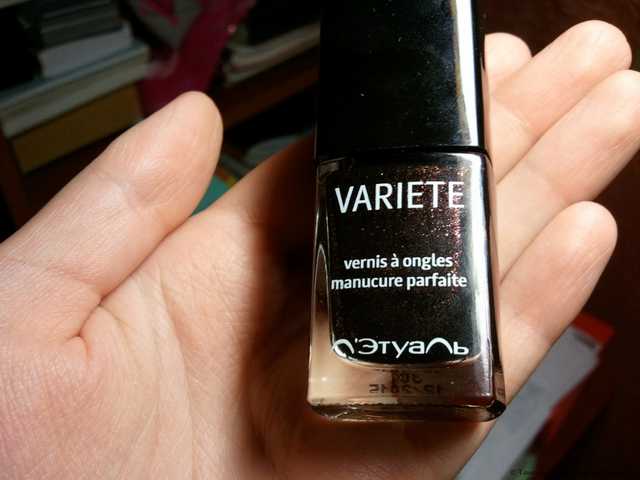 VARIETE
vernis à ongles
manucure parfaite
Л'Этуаль